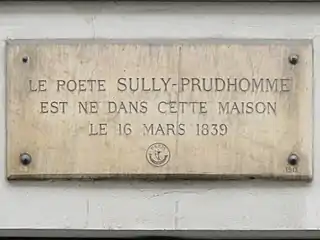 LE POETE SULLY-PRUDHOMME
EST NE DANS CETTE MAISON
LE 16 MARS 1839